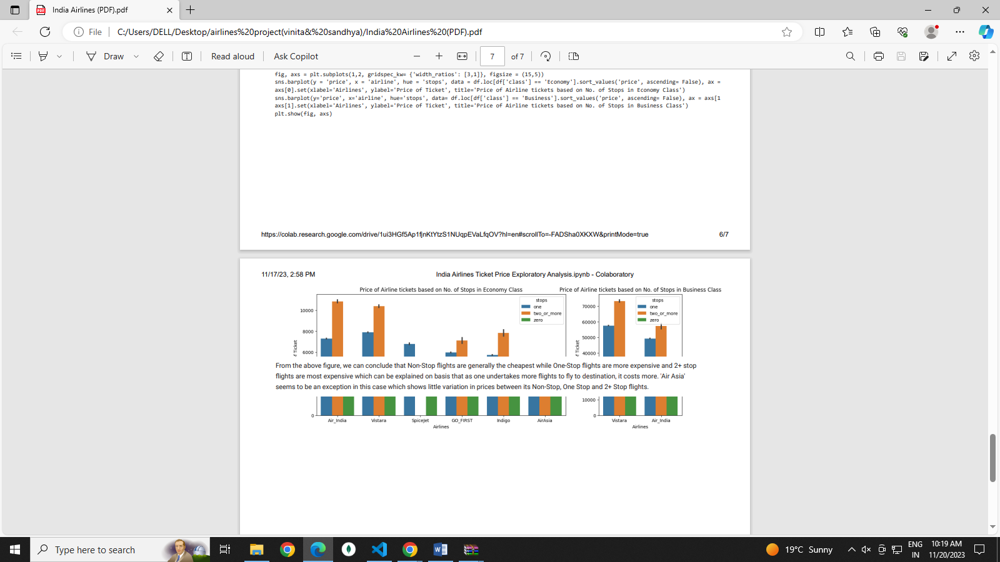 India Airlines (PDF).pdf
File
C:/Users/DELL/Desktop/airlines%20project(vinita&%20sandhya)/India%20Airlines%20(PDF).pdf
Draw
Read aloud
Ask Copilot
7
of 7
fig, axs = plt.subplots(1,2, gridspec_kw= {'width_ratios': [3,1]}, figsize = (15,5))
sns.barplot(y = 'price', x = 'airline', hue = 'stops', data = df.loc[df['class'] == 'Economy'].sort_values('price', ascending= False), ax =
axs[0].set(xlabel='Airlines', ylabel='Price of Ticket', title='Price of Airline tickets based on No. of Stops in Economy Class')
sns.barplot(y='price', x='airline', hue='stops', data= df.loc[df['class'] == 'Business'].sort_values('price', ascending= False), ax = axs[1
axs[1].set(xlabel='Airlines', ylabel='Price of Ticket', title='Price of Airline tickets based on No. of Stops in Business Class')
plt.show(fig, axs)
https://colab.research.google.com/drive/1ui3HGf5Ap1fjnKtYtzS1NUqpEVaLfqOV?hl=en#scrollTo=-FADSha0XKXW&printMode=true
6/7
11/17/23, 2:58 PM
India Airlines Ticket Price Exploratory Analysis.ipynb - Colaboratory
Price of Airline tickets based on No. of Stops in Economy Class
stops
one
two_or_more
zero
10000
8000
6000
f Ticket
Price of Airline tickets based on No. of Stops in Business Class
stops
one
two_or_more
zero
70000
60000
50000
40000
f Ticket
From the above figure, we can conclude that Non-Stop flights are generally the cheapest while One-Stop flights are more expensive and 2+ stop
flights are most expensive which can be explained on basis that as one undertakes more flights to fly to destination, it costs more. 'Air Asia'
seems to be an exception in this case which shows little variation in prices between its Non-Stop, One Stop and 2+ Stop flights.
0
Air_India
Vistara
SpiceJet
GO_FIRST
Indigo
AirAsia
Airlines
10000
0
Vistara
Air_India
Airlines
Type here to search
19°C Sunny
ENG
IN
10:19 AM
11/20/2023